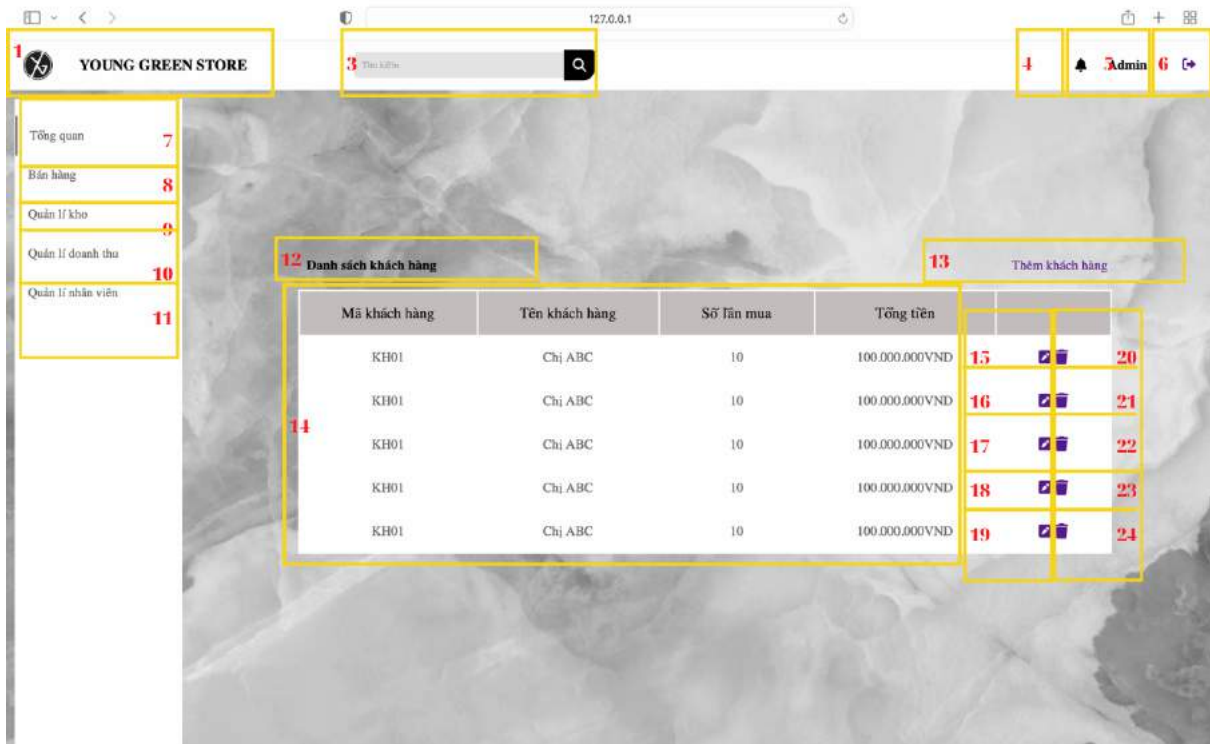 127.0.0.1
1 YOUNG GREEN STORE 3 Tìm kiếm 4 5 Admin 6
Tổng quan 7
Bán hàng 8
Quản lí kho 9
Quản lí doanh thu 10
Quản lí nhân viên 11
12 Danh sách khách hàng 13 Thêm khách hàng
Mã khách hàng Tên khách hàng Số lần mua Tổng tiền
KH01 Chị ABC 10 100.000.000VND 15 20
KH01 Chị ABC 10 100.000.000VND 16 21
14
KH01 Chị ABC 10 100.000.000VND 17 22
KH01 Chị ABC 10 100.000.000VND 18 23
KH01 Chị ABC 10 100.000.000VND 19 24